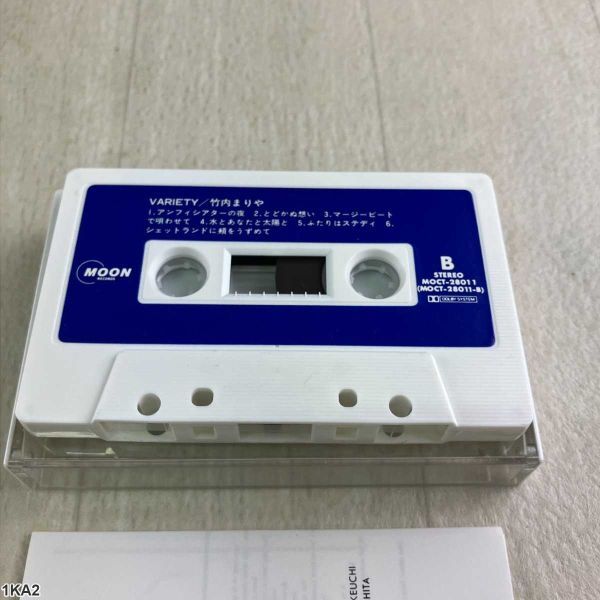 VARIETY/竹内まりや
1.アンフィシアターの夜 2.とどかぬ想い 3.マージービート
で唄わせて 4.水とあなたと太陽と 5.ふたりはステディ 6.
シェットランドに頬をうずめて
MOON
RECORDS
B
STEREO
MOCT-28011
(MOCT-28011-B)
DOLBY SYSTEM
KEUCHI
HITA
1KA2